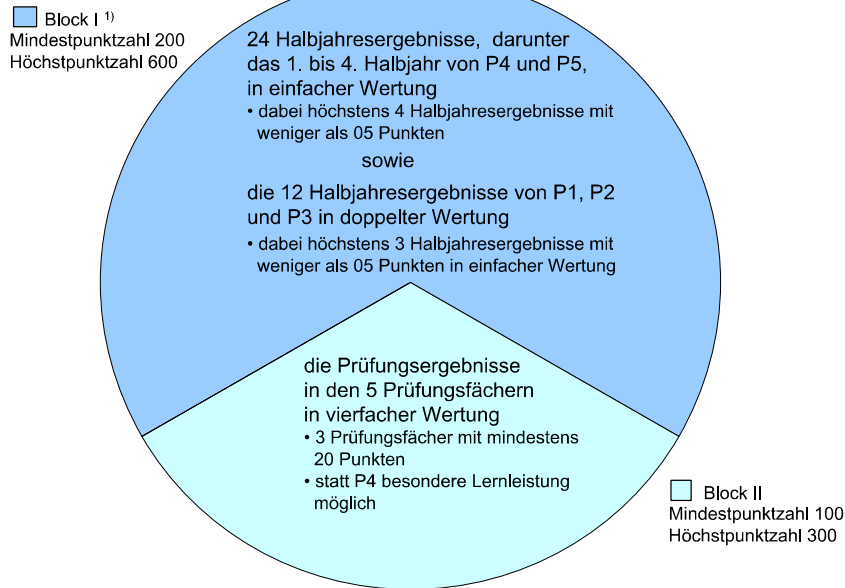 Block I ¹⁾
Mindestpunktzahl 200
Höchstpunktzahl 600
24 Halbjahresergebnisse, darunter
das 1. bis 4. Halbjahr von P4 und P5,
in einfacher Wertung
• dabei höchstens 4 Halbjahresergebnisse mit
weniger als 05 Punkten
sowie
die 12 Halbjahresergebnisse von P1, P2
und P3 in doppelter Wertung
• dabei höchstens 3 Halbjahresergebnisse mit
weniger als 05 Punkten in einfacher Wertung
die Prüfungsergebnisse
in den 5 Prüfungsfächern
in vierfacher Wertung
• 3 Prüfungsfächer mit mindestens
20 Punkten
• statt P4 besondere Lernleistung
möglich
Block II
Mindestpunktzahl 100
Höchstpunktzahl 300